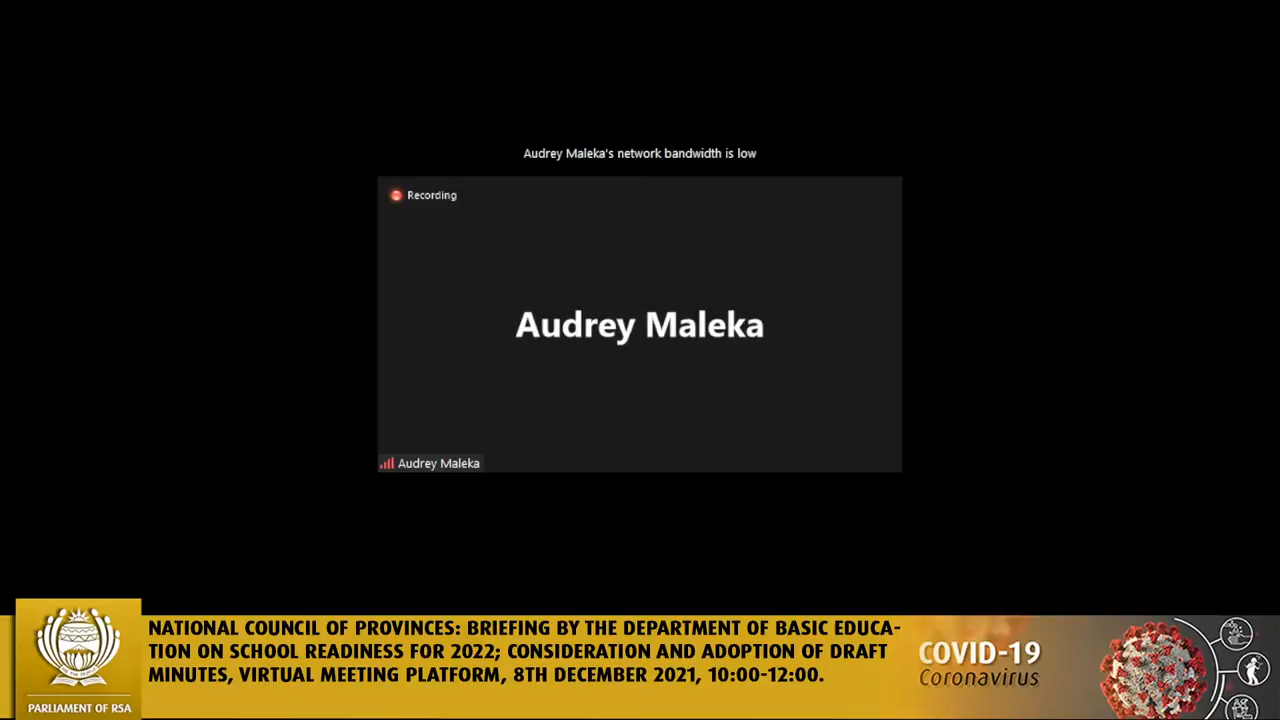 Audrey Maleka's network bandwidth is low
Recording
Audrey Maleka
Audrey Maleka
NATIONAL COUNCIL OF PROVINCES: BRIEFING BY THE DEPARTMENT OF BASIC EDUCA-
TION ON SCHOOL READINESS FOR 2022; CONSIDERATION AND ADOPTION OF DRAFT
MINUTES, VIRTUAL MEETING PLATFORM, 8TH DECEMBER 2021, 10:00-12:00.
PARLIAMENT OF RSA
COVID-19
Coronavirus